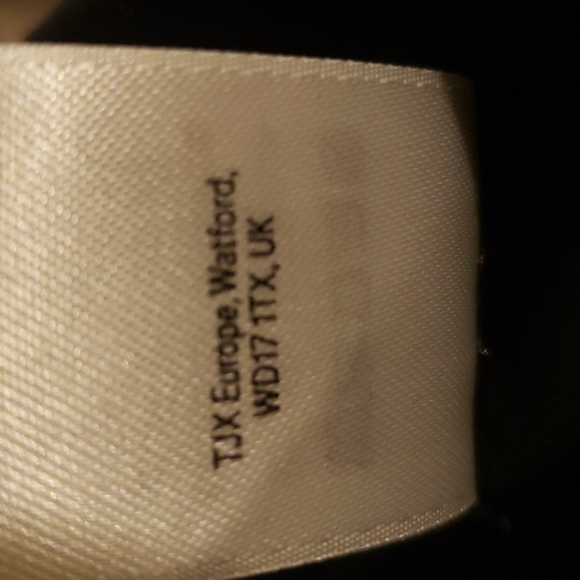 TJX Europe, Watford,
WD17 1TX, UK